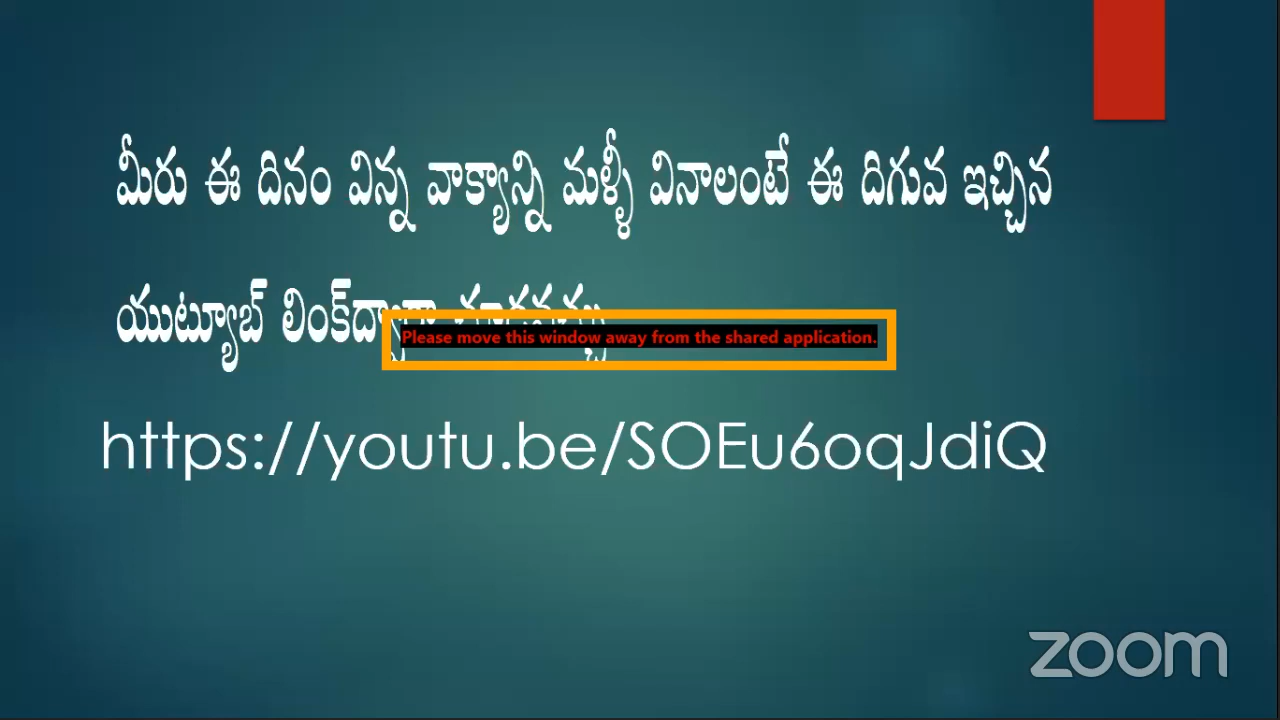 మీరు ఈ దినం విన్న వాక్యాన్ని మళ్ళీ వినాలంటే ఈ దిగువ ఇచ్చిన
యుట్యూబ్ లింక్‌ద్వారా
Please move this window away from the shared application.
https://youtu.be/SOEu6oqJdiQ
zoom